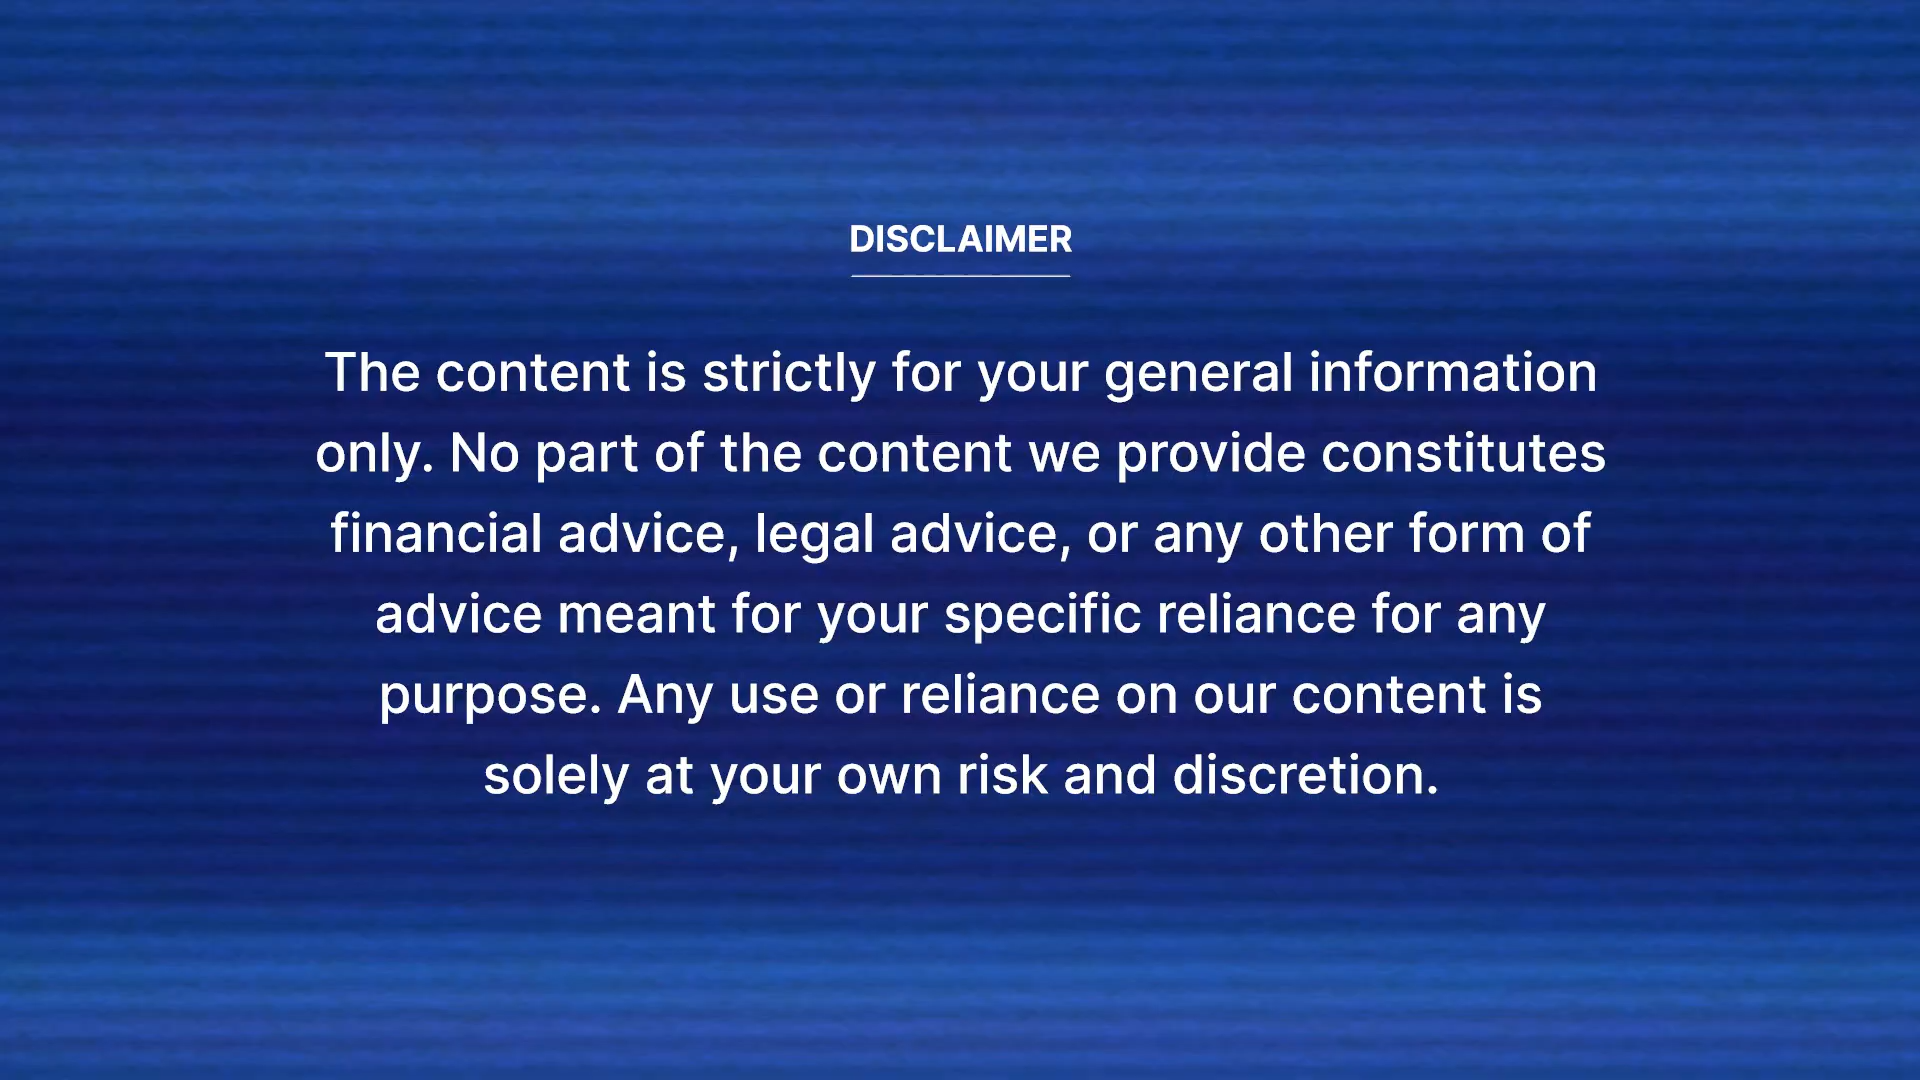 DISCLAIMER
The content is strictly for your general information
only. No part of the content we provide constitutes
financial advice, legal advice, or any other form of
advice meant for your specific reliance for any
purpose. Any use or reliance on our content is
solely at your own risk and discretion.